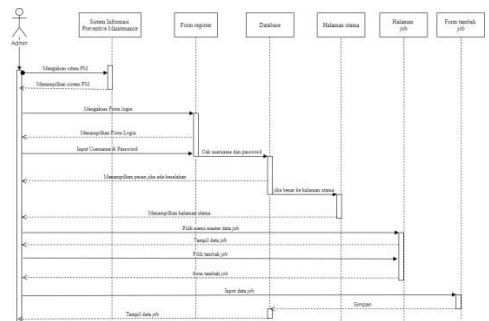 Sistem Informasi
Preventive Maintenance
Form register
Database
Halaman utama
Halaman
job
Form tambah
job
Admin
Mengakses sitem PM
Menampilkan sistem PM
Mengakses Form login
Menampilkan Form Login
Input Username & Password
Cek username dan password
Menampilkan pesan jika ada kesalahan
jika benar ke halaman utama
Menampilkan halaman utama
Pilih menu master data job
Tampil data job
Pilih tambah job
form tambah job
Input data job
Simpan
Tampil data job